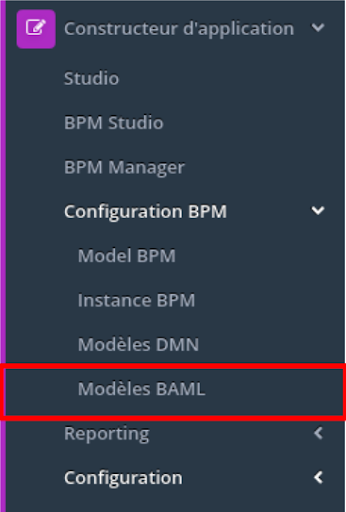 Constructeur d'application
Studio
BPM Studio
BPM Manager
Configuration BPM
Model BPM
Instance BPM
Modèles DMN
Modèles BAML
Reporting
Configuration